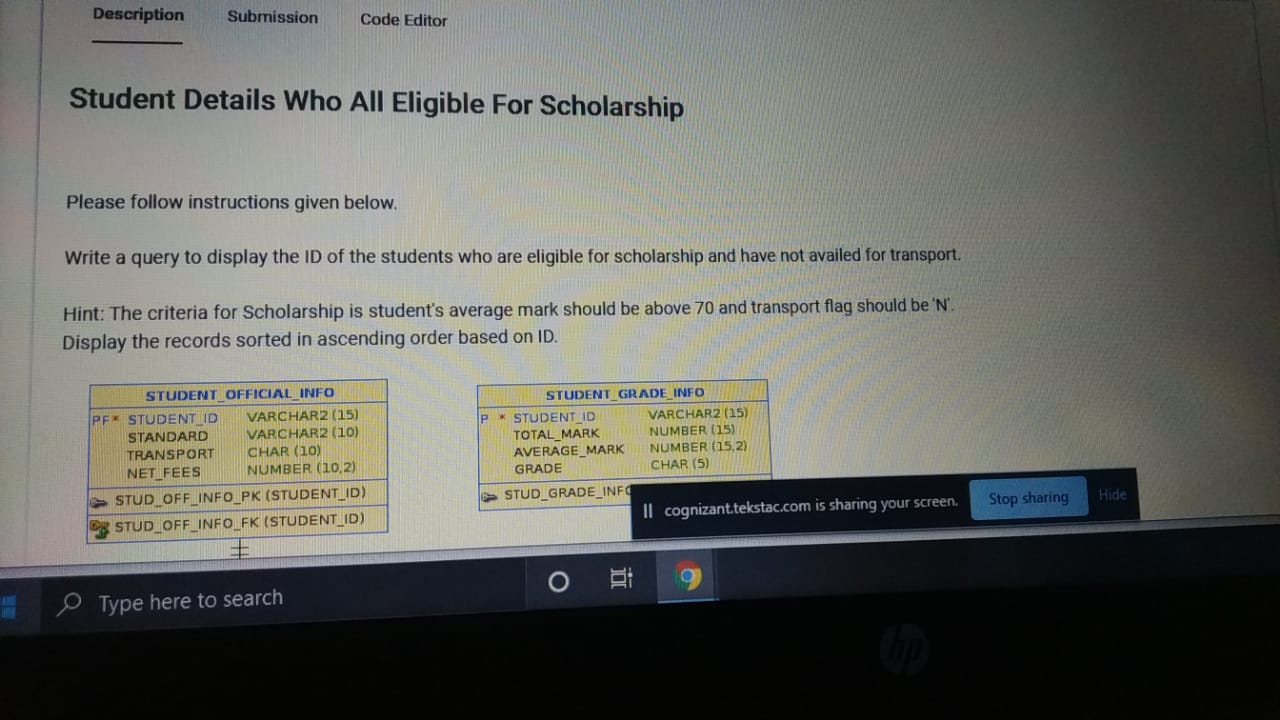 Description Submission Code Editor
Student Details Who All Eligible For Scholarship
Please follow instructions given below.
Write a query to display the ID of the students who are eligible for scholarship and have not availed for transport.
Hint: The criteria for Scholarship is student's average mark should be above 70 and transport flag should be 'N'.
Display the records sorted in ascending order based on ID.
STUDENT_OFFICIAL_INFO
PF* STUDENT_ID VARCHAR2 (15)
STANDARD VARCHAR2 (10)
TRANSPORT CHAR (10)
NET_FEES NUMBER (10,2)
STUD_OFF_INFO_PK (STUDENT_ID)
STUD_OFF_INFO_FK (STUDENT_ID)
STUDENT_GRADE_INFO
P * STUDENT_ID VARCHAR2 (15)
TOTAL_MARK NUMBER (15)
AVERAGE_MARK NUMBER (15,2)
GRADE CHAR (5)
STUD_GRADE_INFO
cognizant.tekstac.com is sharing your screen. Stop sharing Hide
Type here to search
hp